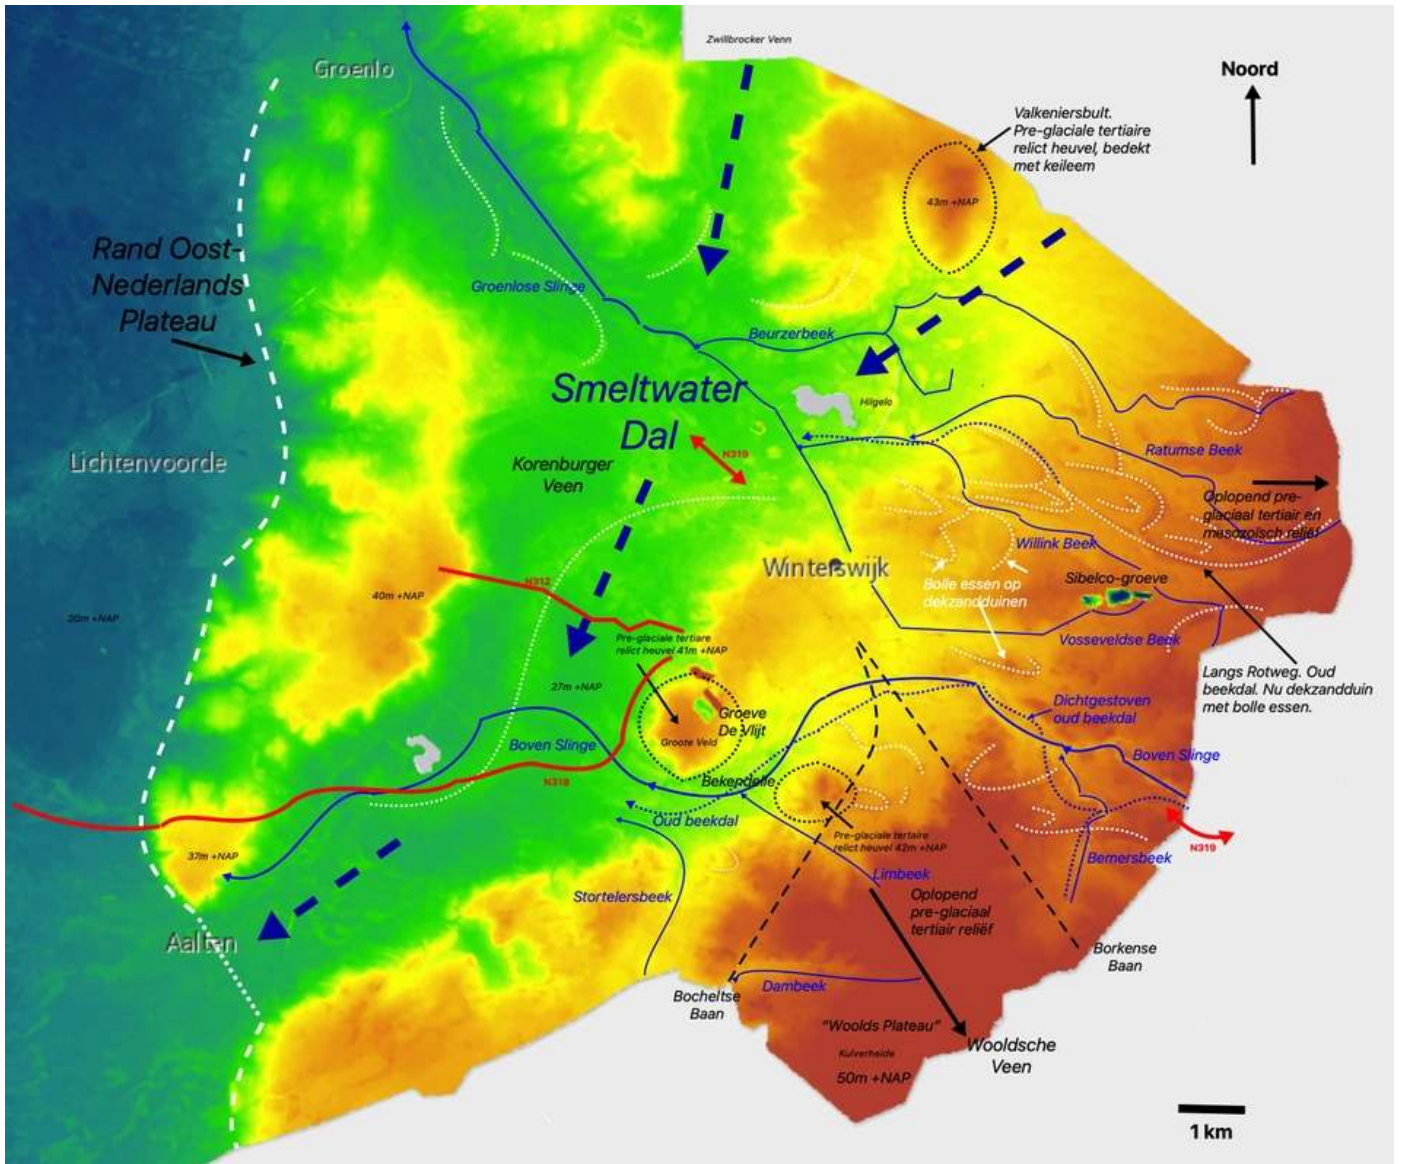 Zwillbrocker Venn
Groenlo
Noord
Valkeniersbult.
Pre-glaciale tertiaire
relict heuvel, bedekt
met keileem
43m +NAP
Rand Oost-
Nederlands
Plateau
Groenlose Slinge
Beurzerbeek
Smeltwater
Dal
Hilgelo
N319
Korenburger
Veen
Lichtenvoorde
Ratumse Beek
Oplopend pre-
glaciaal tertiair en
mesozoïsch reliëf
Willink Beek
Winterswijk
Sibelco-groeve
Bolle essen op
dekzandduinen
N312
40m +NAP
20m +NAP
Pre-glaciale tertiare
relict heuvel 41m +NAP
Vosseveldse Beek
Langs Rotweg. Oud
beekdal. Nu dekzandduin
met bolle essen.
27m +NAP
Dichtgestoven
oud beekdal
Groeve
De Vlijt
Groote Veld
Boven Slinge
Boven Slinge
N318
Bekendelle
Oud beekdal
Pre-glaciale tertaire
relict heuvel 42m +NAP
N319
37m +NAP
Bemersbeek
Limbeek
Stortelersbeek
Oplopend
pre-glaciaal
tertiair reliëf
Aalten
Borkense
Baan
Bocheltse
Baan
Dambeek
"Woolds Plateau"
Wooldsche
Veen
Kulverheide
50m +NAP
1 km